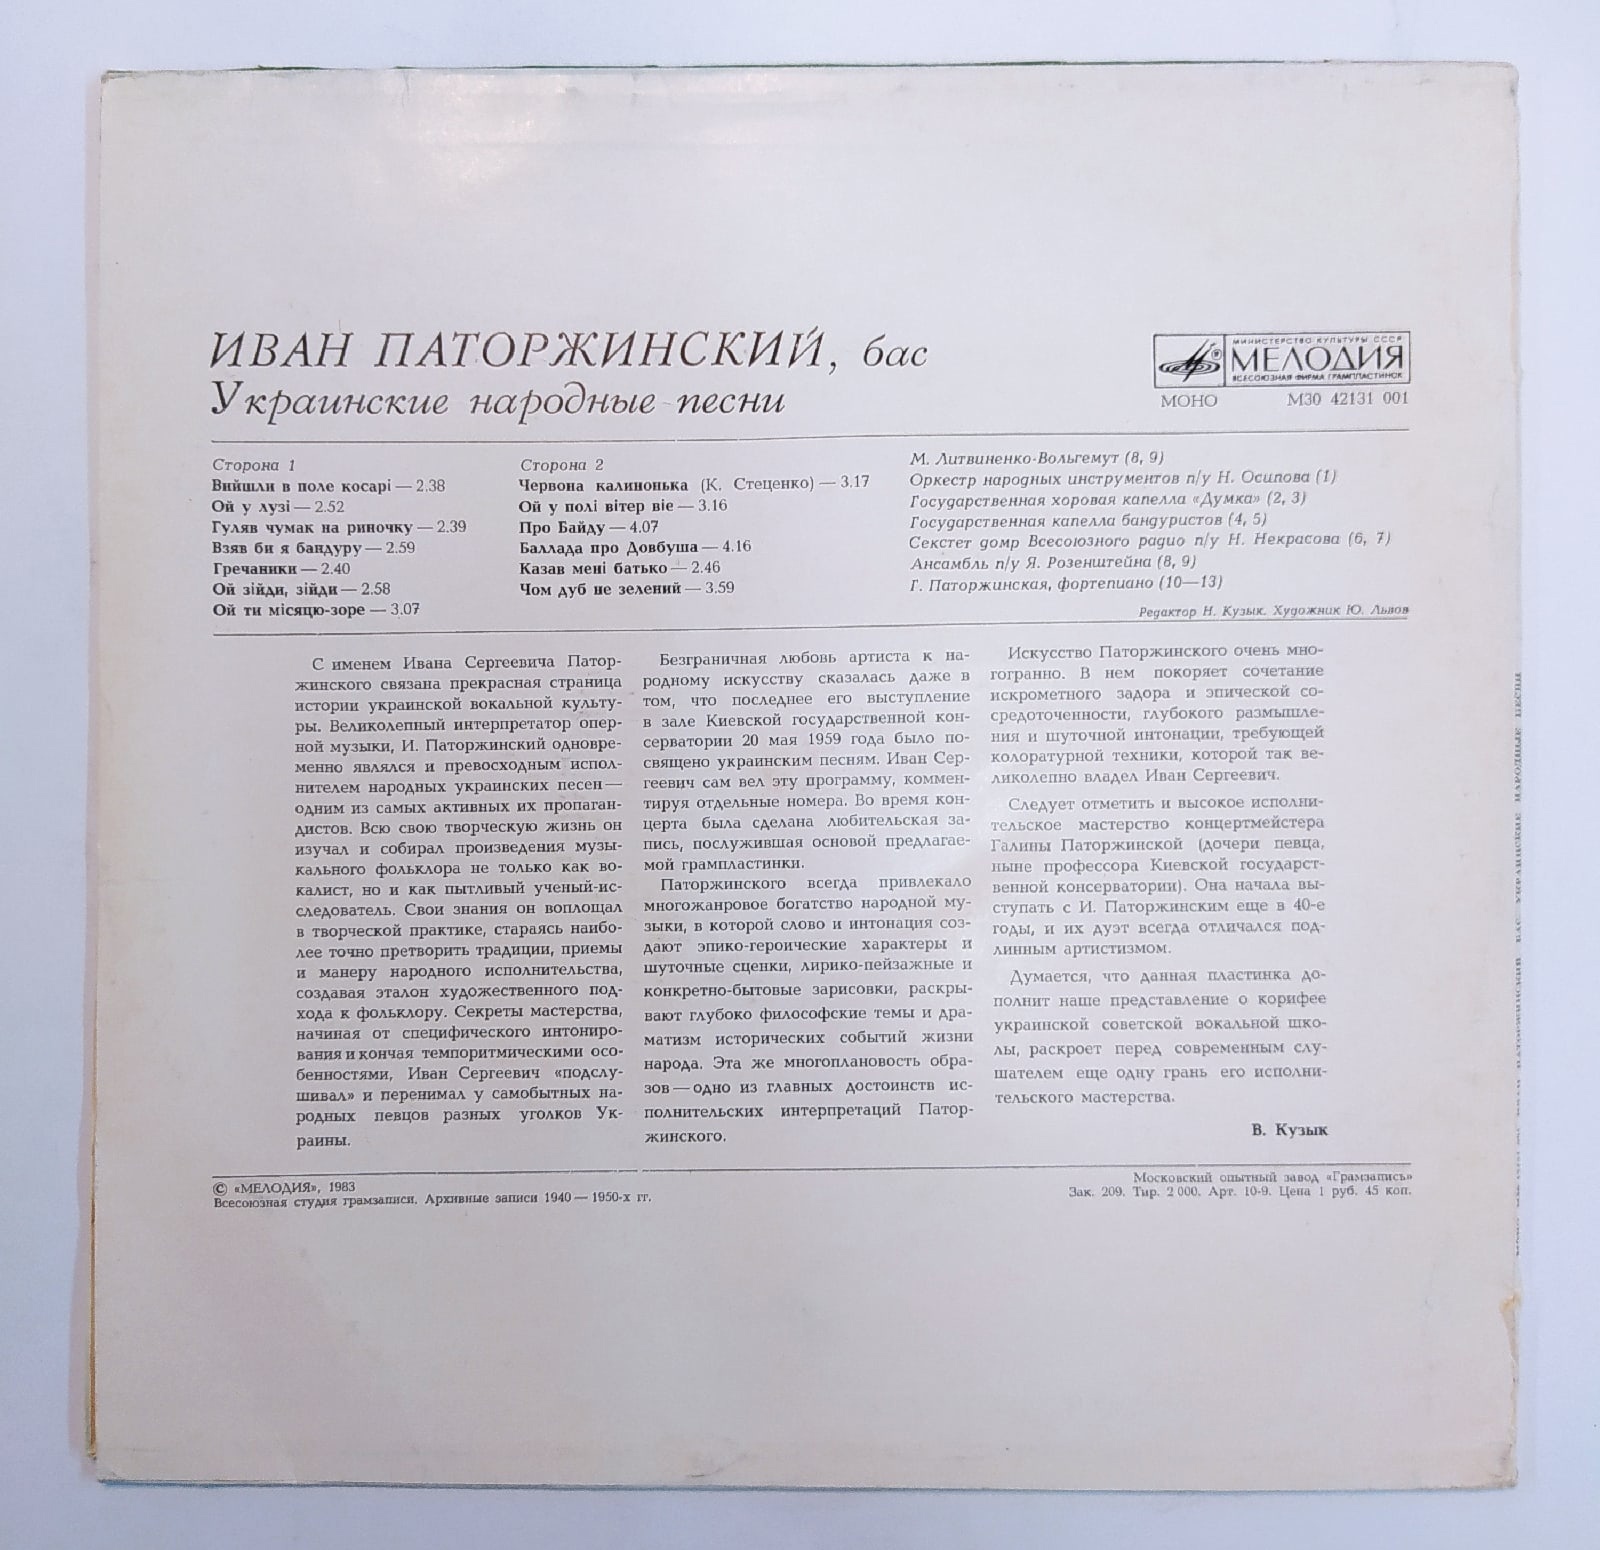 ИВАН ПАТОРЖИНСКИЙ, бас
Украинские народные песни
МИНИСТЕРСТВО КУЛЬТУРЫ СССР
МЕЛОДИЯ
ВСЕСОЮЗНАЯ ФИРМА ГРАМПЛАСТИНОК
МОНО М30 42131 001
Сторона 1
Вийшли в поле косарі — 2.38
Ой у лузі — 2.52
Гуляв чумак на риночку — 2.39
Взяв би я бандуру — 2.59
Гречаники — 2.40
Ой зійди, зійди — 2.58
Ой ти місяцю-зоре — 3.07
Сторона 2
Червона калинонька (К. Стеценко) — 3.17
Ой у полі вітер віе — 3.16
Про Байду — 4.07
Баллада про Довбуша — 4.16
Казав мені батько — 2.46
Чом дуб не зелений — 3.59
М. Литвиненко-Вольгемут (8, 9)
Оркестр народных инструментов п/у Н. Осипова (1)
Государственная хоровая капелла «Думка» (2, 3)
Государственная капелла бандуристов (4, 5)
Секстет домр Всесоюзного радио п/у Н. Некрасова (6, 7)
Ансамбль п/у Я. Розенштейна (8, 9)
Г. Паторжинская, фортепиано (10—13)
Редактор Н. Кузык. Художник Ю. Львов
С именем Ивана Сергеевича Патор-
жинского связана прекрасная страница
истории украинской вокальной культу-
ры. Великолепный интерпретатор опер-
ной музыки, И. Паторжинский одновре-
менно являлся и превосходным испол-
нителем народных украинских песен —
одним из самых активных их пропаган-
дистов. Всю свою творческую жизнь он
изучал и собирал произведения музы-
кального фольклора не только как во-
калист, но и как пытливый ученый-ис-
следователь. Свои знания он воплощал
в творческой практике, стараясь наибо-
лее точно претворить традиции, приемы
и манеру народного исполнительства,
создавая эталон художественного под-
хода к фольклору. Секреты мастерства,
начиная от специфического интониро-
вания и кончая темпоритмическими осо-
бенностями, Иван Сергеевич «подслу-
шивал» и перенимал у самобытных на-
родных певцов разных уголков Ук-
раины.
Безграничная любовь артиста к на-
родному искусству сказалась даже в
том, что последнее его выступление
в зале Киевской государственной кон-
серватории 20 мая 1959 года было по-
священо украинским песням. Иван Сер-
геевич сам вел эту программу, коммен-
тируя отдельные номера. Во время кон-
церта была сделана любительская за-
пись, послужившая основой предлагае-
мой грампластинки.
Паторжинского всегда привлекало
многожанровое богатство народной му-
зыки, в которой слово и интонация соз-
дают эпико-героические характеры и
шуточные сценки, лирико-пейзажные и
конкретно-бытовые зарисовки, раскры-
вают глубоко философские темы и дра-
матизм исторических событий жизни
народа. Эта же многоплановость обра-
зов — одно из главных достоинств ис-
полнительских интерпретаций Патор-
жинского.
Искусство Паторжинского очень мно-
гогранно. В нем покоряет сочетание
искрометного задора и эпической со-
средоточенности, глубокого размышле-
ния и шуточной интонации, требующей
колоратурной техники, которой так ве-
ликолепно владел Иван Сергеевич.
Следует отметить и высокое исполни-
тельское мастерство концертмейстера
Галины Паторжинской (дочери певца,
ныне профессора Киевской государст-
венной консерватории). Она начала вы-
ступать с И. Паторжинским еще в 40-е
годы, и их дуэт всегда отличался под-
линным артистизмом.
Думается, что данная пластинка до-
полнит наше представление о корифее
украинской советской вокальной шко-
лы, раскроет перед современным слу-
шателем еще одну грань его исполни-
тельского мастерства.
В. Кузык
© «МЕЛОДИЯ», 1983
Всесоюзная студия грамзаписи. Архивные записи 1940 — 1950-х гг.
Московский опытный завод «Грамзапись»
Зак. 209. Тир. 2 000. Арт. 10-9. Цена 1 руб. 45 коп.
БАС УКРАИНСКИЕ НАРОДНЫЕ ПЕСНИ